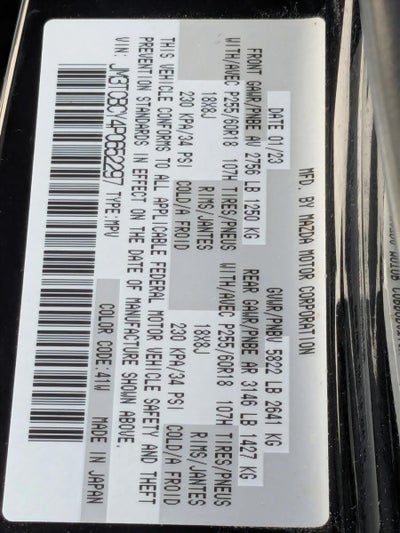 MFD. BY MAZDA MOTOR CORPORATION
DATE 01/23 GVWR/PNBV 5822 LB 2641 KG
FRONT GAWR/PNBE AV 2756 LB 1250 KG REAR GAWR/PNBE AR 3146 LB 1427 KG
WITH/AVEC P255/60R18 107H TIRES/PNEUS WITH/AVEC P255/60R18 107H TIRES/PNEUS
18X8J RIMS/JANTES 18X8J RIMS/JANTES
230 KPA/34 PSI COLD/A FROID 230 KPA/34 PSI COLD/A FROID
THIS VEHICLE CONFORMS TO ALL APPLICABLE FEDERAL MOTOR VEHICLE SAFETY AND THEFT
PREVENTION STANDARDS IN EFFECT ON THE DATE OF MANUFACTURE SHOWN ABOVE.
VIN: JM3TCBCY4P0652297 TYPE:MPV COLOR CODE:41W MADE IN JAPAN